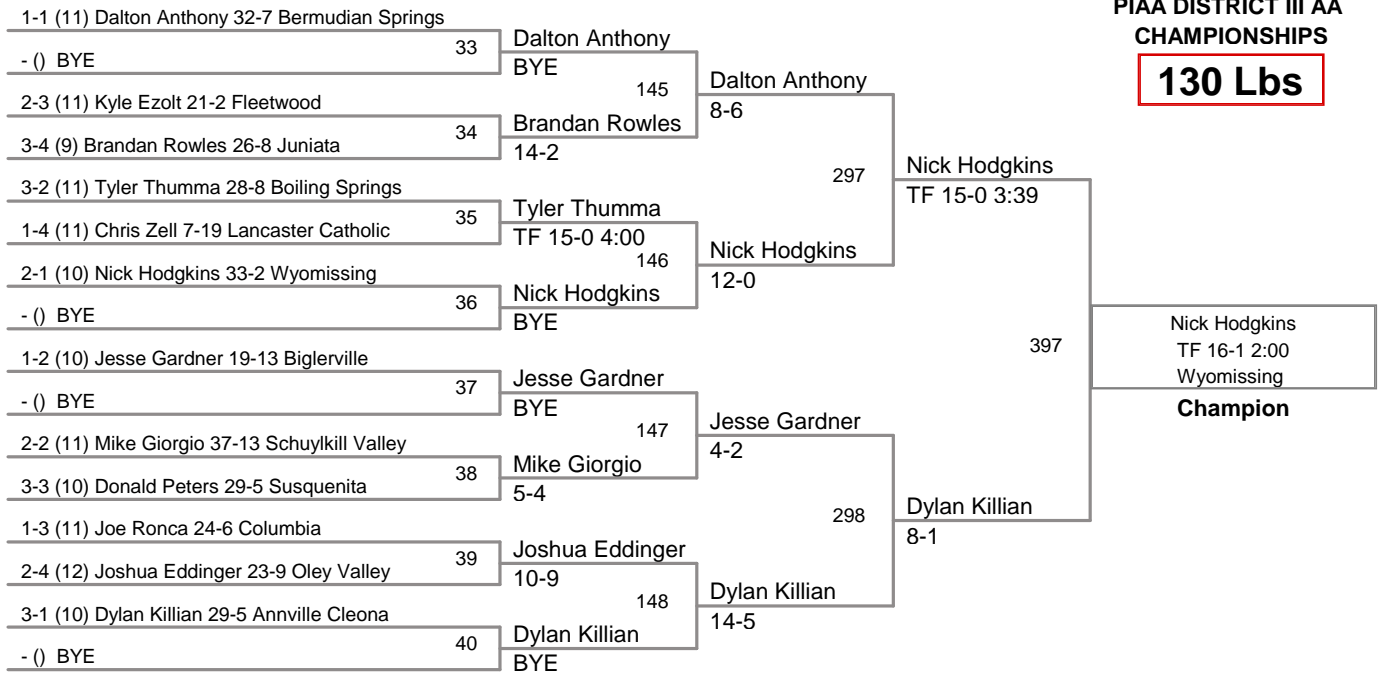 PIAA DISTRICT III AA
CHAMPIONSHIPS
130 Lbs
1-1 (11) Dalton Anthony 32-7 Bermudian Springs
- () BYE
2-3 (11) Kyle Ezolt 21-2 Fleetwood
3-4 (9) Brandan Rowles 26-8 Juniata
3-2 (11) Tyler Thumma 28-8 Boiling Springs
1-4 (11) Chris Zell 7-19 Lancaster Catholic
2-1 (10) Nick Hodgkins 33-2 Wyomissing
- () BYE
1-2 (10) Jesse Gardner 19-13 Biglerville
- () BYE
2-2 (11) Mike Giorgio 37-13 Schuylkill Valley
3-3 (10) Donald Peters 29-5 Susquenita
1-3 (11) Joe Ronca 24-6 Columbia
2-4 (12) Joshua Eddinger 23-9 Oley Valley
3-1 (10) Dylan Killian 29-5 Annville Cleona
- () BYE
33
34
35
36
37
38
39
40
Dalton Anthony
BYE
Brandan Rowles
14-2
Tyler Thumma
TF 15-0 4:00
Nick Hodgkins
BYE
Jesse Gardner
BYE
Mike Giorgio
5-4
Joshua Eddinger
10-9
Dylan Killian
BYE
145
146
147
148
Dalton Anthony
8-6
Nick Hodgkins
12-0
Jesse Gardner
4-2
Dylan Killian
14-5
297
298
Nick Hodgkins
TF 15-0 3:39
Dylan Killian
8-1
397
Nick Hodgkins
TF 16-1 2:00
Wyomissing
Champion